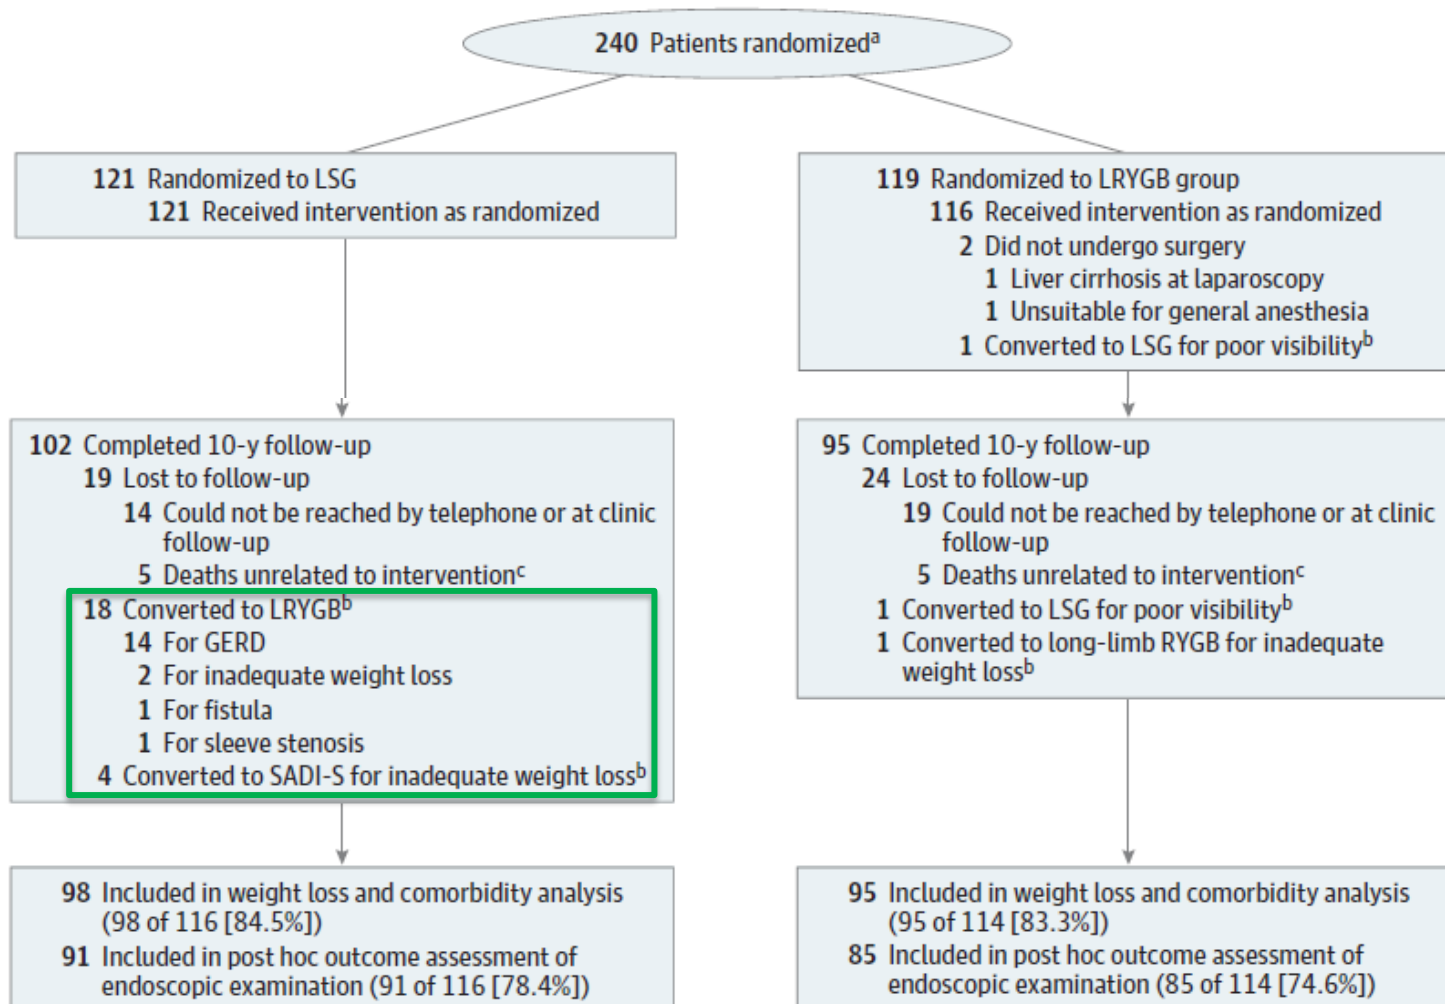 240 Patients randomizedᵃ
121 Randomized to LSG
121 Received intervention as randomized
119 Randomized to LRYGB group
116 Received intervention as randomized
2 Did not undergo surgery
1 Liver cirrhosis at laparoscopy
1 Unsuitable for general anesthesia
1 Converted to LSG for poor visibilityᵇ
102 Completed 10-y follow-up
19 Lost to follow-up
14 Could not be reached by telephone or at clinic
follow-up
5 Deaths unrelated to interventionᶜ
18 Converted to LRYGBᵇ
14 For GERD
2 For inadequate weight loss
1 For fistula
1 For sleeve stenosis
4 Converted to SADI-S for inadequate weight lossᵇ
95 Completed 10-y follow-up
24 Lost to follow-up
19 Could not be reached by telephone or at clinic
follow-up
5 Deaths unrelated to interventionᶜ
1 Converted to LSG for poor visibilityᵇ
1 Converted to long-limb RYGB for inadequate
weight lossᵇ
98 Included in weight loss and comorbidity analysis
(98 of 116 [84.5%])
91 Included in post hoc outcome assessment of
endoscopic examination (91 of 116 [78.4%])
95 Included in weight loss and comorbidity analysis
(95 of 114 [83.3%])
85 Included in post hoc outcome assessment of
endoscopic examination (85 of 114 [74.6%])